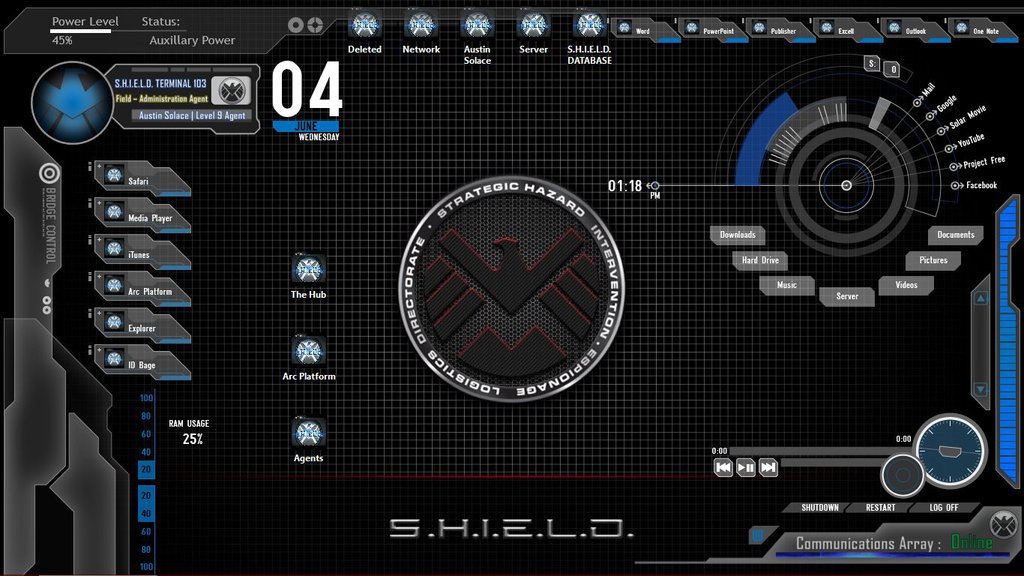 Power Level
45%
Status:
Auxillary Power
Deleted
Network
Austin
Solace
Server
S.H.I.E.L.D.
DATABASE
Word
PowerPoint
Publisher
Excell
Outlook
One Note
S.H.I.E.L.D. TERMINAL 103
Field - Administration Agent
Austin Solace | Level 9 Agent
04
JUNE
WEDNESDAY
S:
0
Mail
Google
Solar Movie
YouTube
Project Free
Facebook
01:18
PM
BRIDGE CONTROL
Safari
Media Player
iTunes
Arc Platform
Explorer
ID Bage
The Hub
Arc Platform
Agents
STRATEGIC HAZARD INTERVENTION · ESPIONAGE LOGISTICS DIRECTORATE ·
Downloads
Documents
Hard Drive
Pictures
Music
Videos
Server
100
80
60
40
20
20
40
60
80
100
RAM USAGE
25%
0:00
0:00
S.H.I.E.L.D.
SHUTDOWN
RESTART
LOG OFF
Communications Array : Online